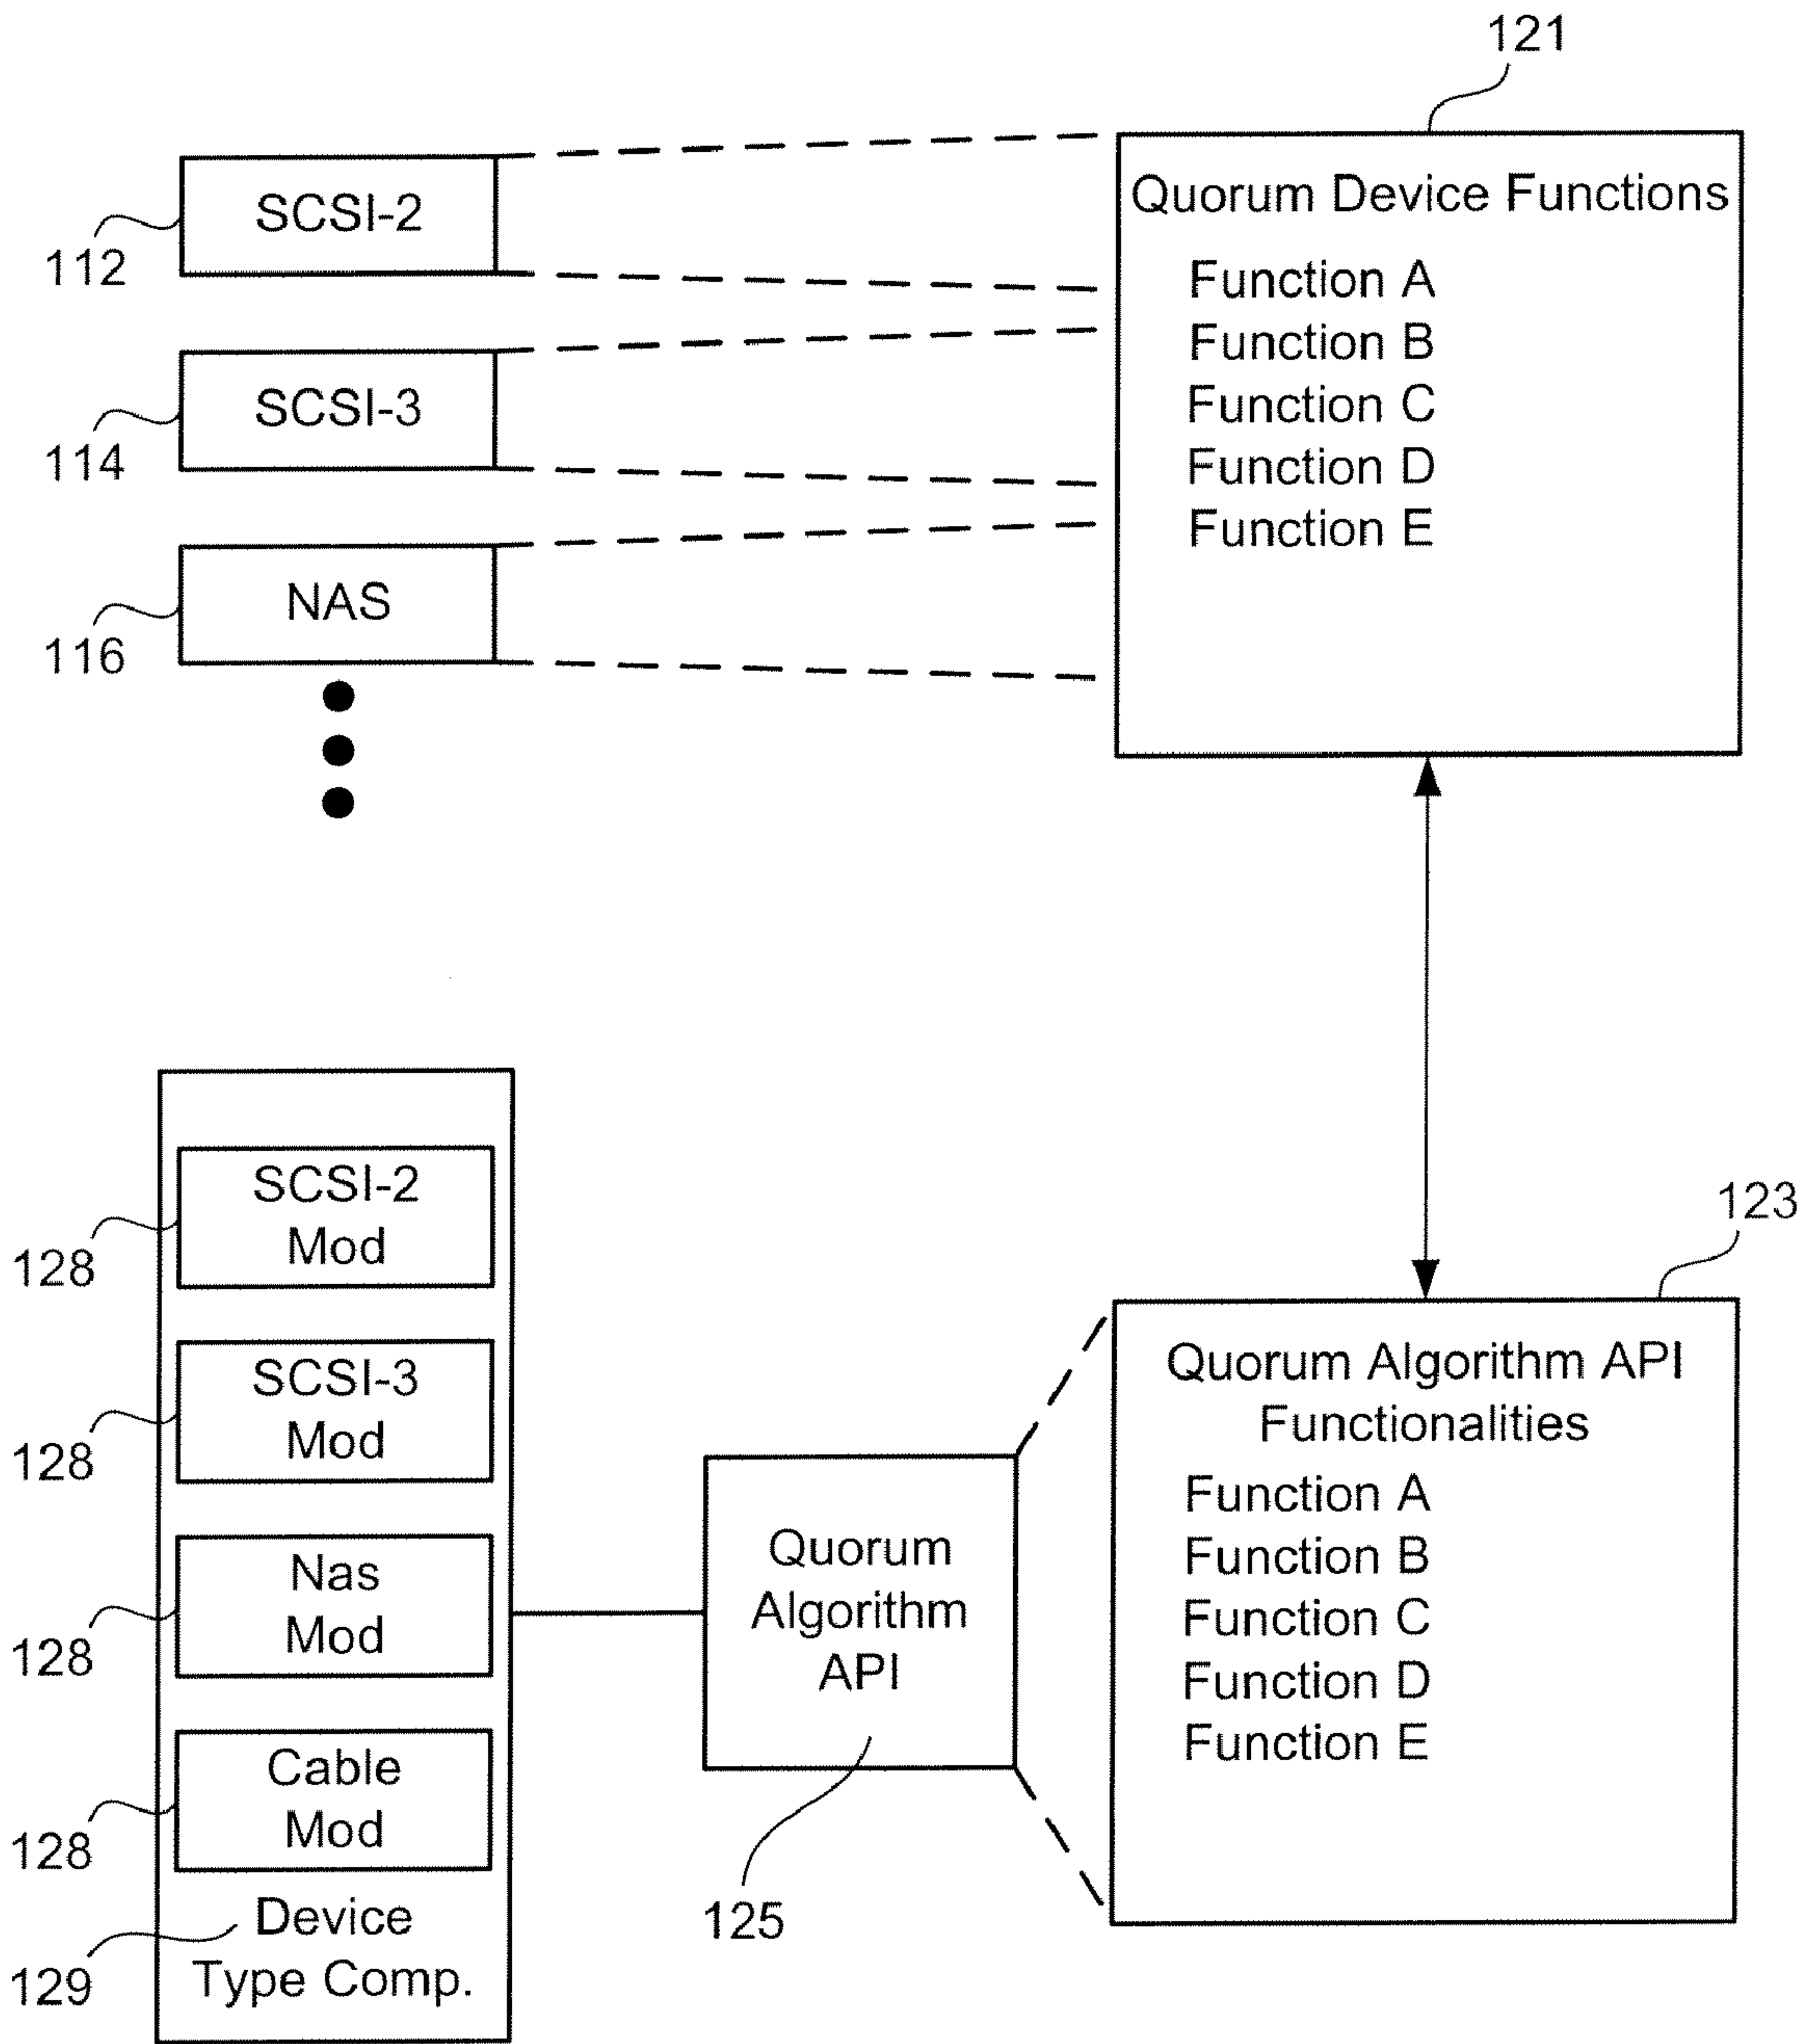 121
SCSI-2
112
SCSI-3
114
NAS
116
Quorum Device Functions
Function A
Function B
Function C
Function D
Function E
SCSI-2
Mod
128
SCSI-3
Mod
128
Nas
Mod
128
Cable
Mod
128
Device
Type Comp.
129
Quorum
Algorithm
API
125
123
Quorum Algorithm API
Functionalities
Function A
Function B
Function C
Function D
Function E